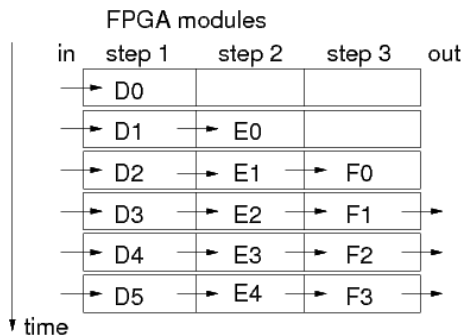 FPGA modules
in step 1 step 2 step 3 out
D0
D1 E0
D2 E1 F0
D3 E2 F1
D4 E3 F2
D5 E4 F3
time